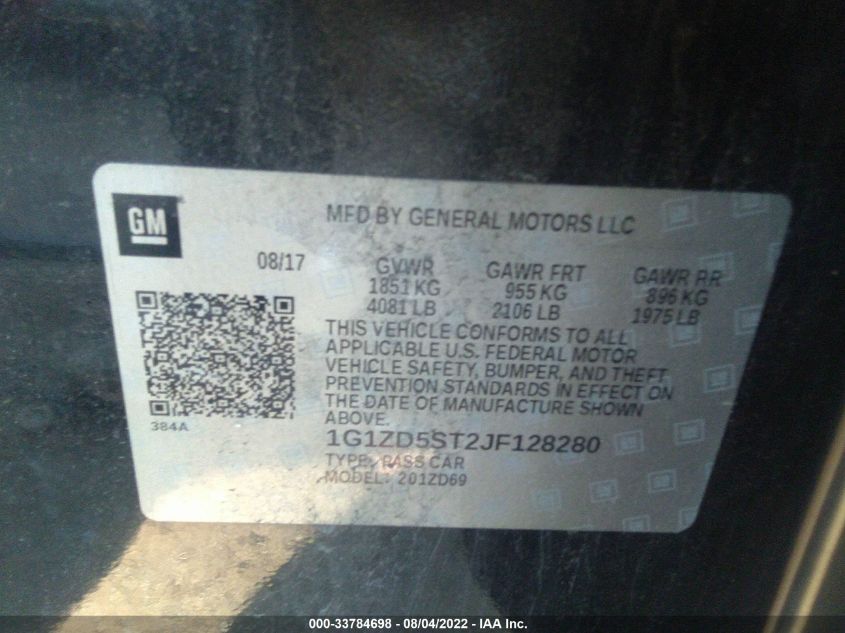 GM
MFD BY GENERAL MOTORS LLC
08/17 GVWR GAWR FRT GAWR RR
1851 KG 955 KG 896 KG
4081 LB 2106 LB 1975 LB
THIS VEHICLE CONFORMS TO ALL
APPLICABLE U.S. FEDERAL MOTOR
VEHICLE SAFETY, BUMPER, AND THEFT
PREVENTION STANDARDS IN EFFECT ON
THE DATE OF MANUFACTURE SHOWN
ABOVE.
384A
1G1ZD5ST2JF128280
TYPE: PASS CAR
MODEL: 201ZD69
000-33784698 - 08/04/2022 - IAA Inc.